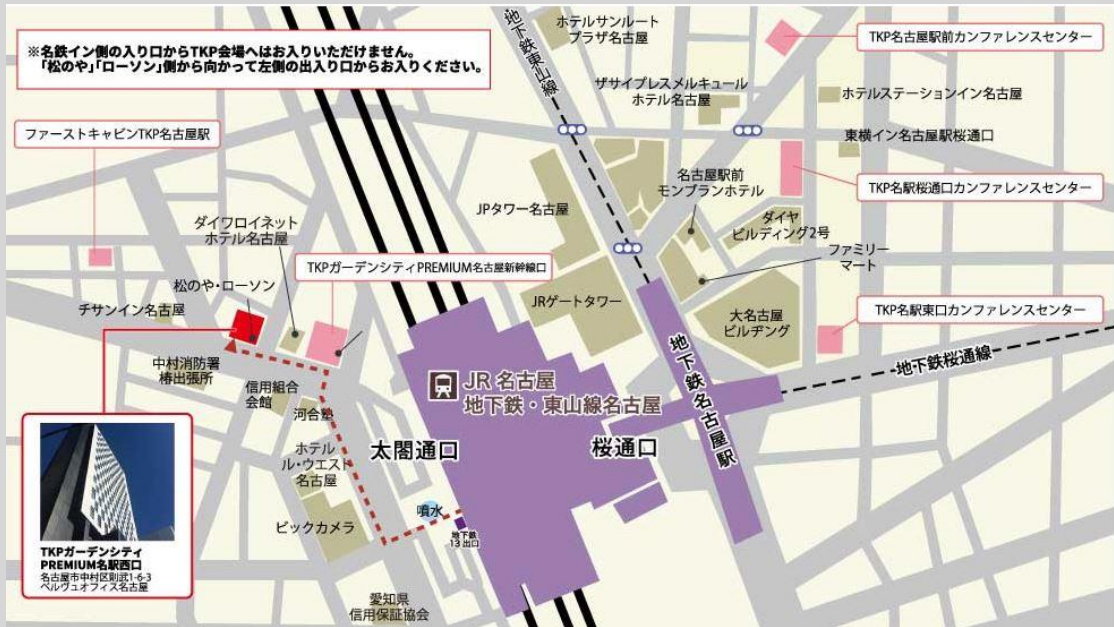 ※名鉄イン側の入り口からTKP会場へはお入りいただけません。
「松のや」「ローソン」側から向かって左側の出入り口からお入りください。
ファーストキャビンTKP名古屋駅
ダイワロイネット
ホテル名古屋
松のや・ローソン
チサンイン名古屋
TKPガーデンシティPREMIUM名古屋新幹線口
中村消防署
椿出張所
信用組合
会館
河合塾
ホテル
ル・ウエスト
名古屋
ビックカメラ
噴水
地下鉄
13出口
愛知県
信用保証協会
太閤通口
JR 名古屋
地下鉄・東山線名古屋
桜通口
地下鉄名古屋駅
地下鉄東山線
地下鉄桜通線
ホテルサンルート
プラザ名古屋
ザサイプレスメルキュール
ホテル名古屋
JPタワー名古屋
JRゲートタワー
名古屋駅前
モンブランホテル
ダイヤ
ビルディング2号
ファミリー
マート
大名古屋
ビルヂング
TKP名古屋駅前カンファレンスセンター
ホテルステーションイン名古屋
東横イン名古屋駅桜通口
TKP名駅桜通口カンファレンスセンター
TKP名駅東口カンファレンスセンター
TKPガーデンシティ
PREMIUM名駅西口
名古屋市中村区則武1-6-3
ベルヴュオフィス名古屋